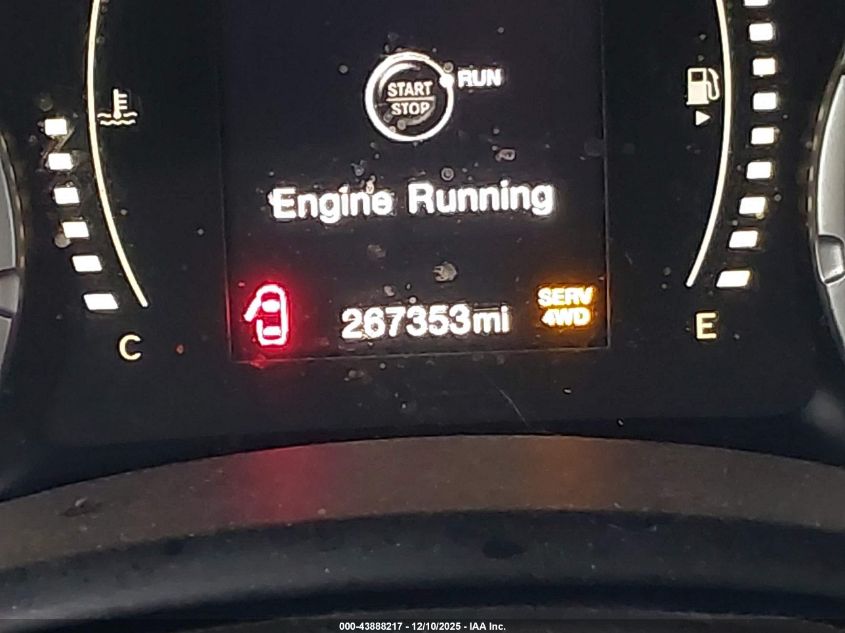 START
STOP
RUN
Engine Running
267353mi
SERV
4WD
C
E
000-43888217 - 12/10/2025 - IAA Inc.